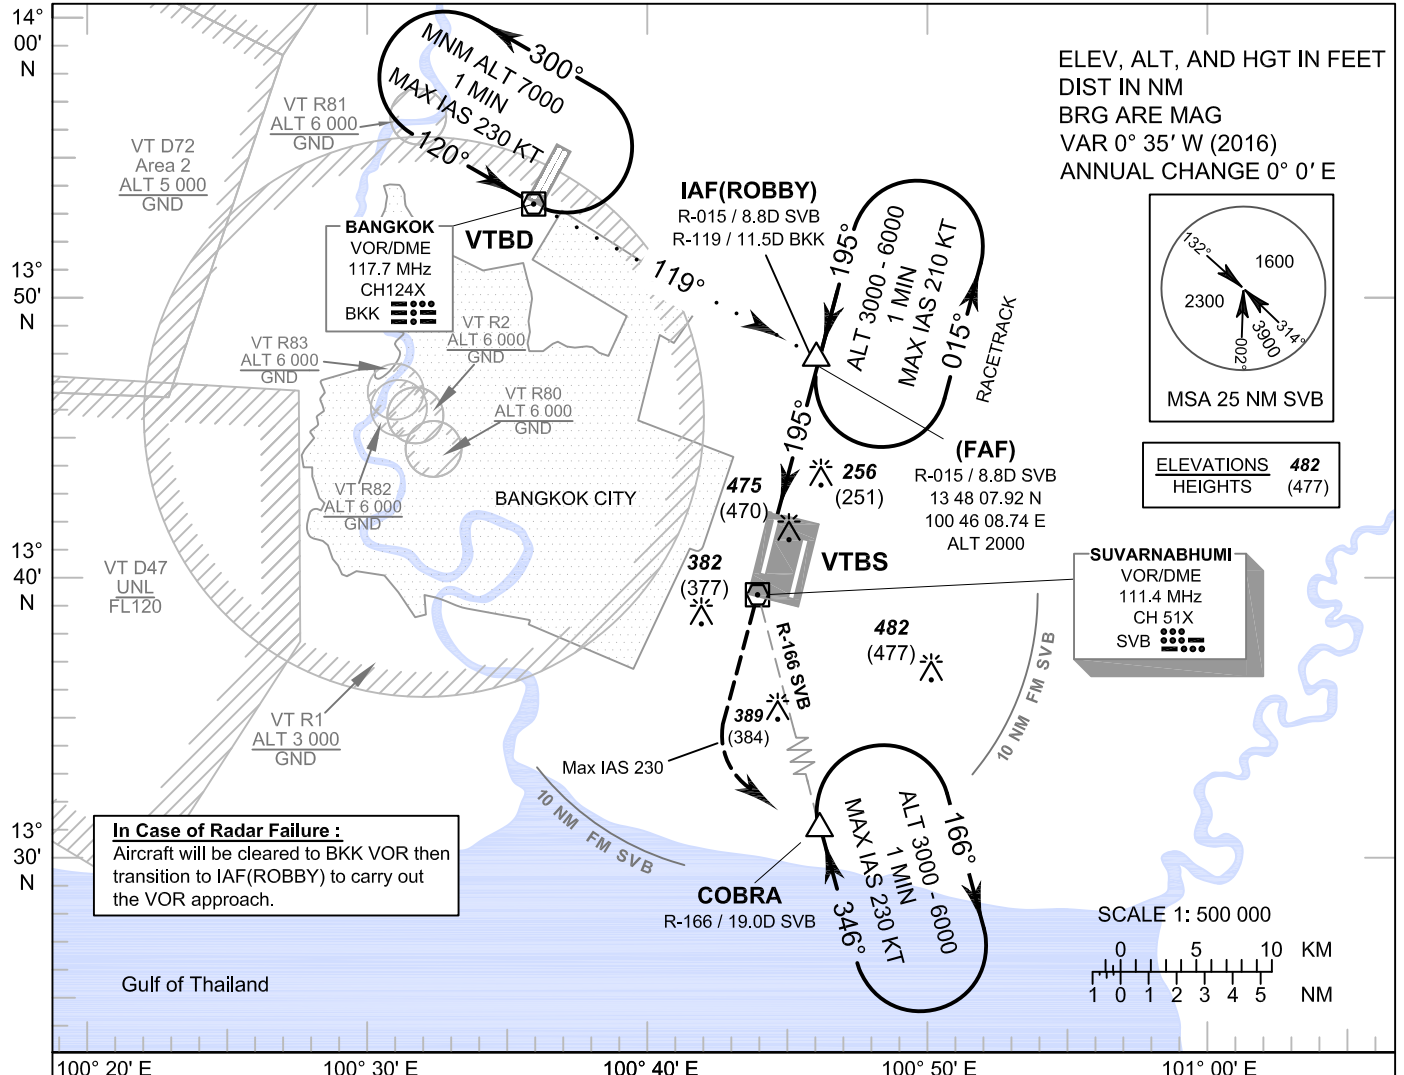 14°
00'
N
13°
50'
N
13°
40'
N
13°
30'
N
100° 20' E
100° 30' E
100° 40' E
100° 50' E
101° 00' E
ELEV, ALT, AND HGT IN FEET
DIST IN NM
BRG ARE MAG
VAR 0° 35' W (2016)
ANNUAL CHANGE 0° 0' E
132°
1600
2300
314°
3900
002°
MSA 25 NM SVB
ELEVATIONS 482
HEIGHTS (477)
MNM ALT 7000
1 MIN
MAX IAS 230 KT
300°
120°
VT R81
ALT 6 000
GND
VT D72
Area 2
ALT 5 000
GND
BANGKOK
VOR/DME
117.7 MHz
CH124X
BKK
VTBD
119°
IAF(ROBBY)
R-015 / 8.8D SVB
R-119 / 11.5D BKK
195°
ALT 3000 - 6000
1 MIN
MAX IAS 210 KT
015°
RACETRACK
VT R2
ALT 6 000
GND
VT R83
ALT 6 000
GND
VT R80
ALT 6 000
GND
VT R82
ALT 6 000
GND
BANGKOK CITY
195°
(FAF)
R-015 / 8.8D SVB
13 48 07.92 N
100 46 08.74 E
ALT 2000
256
(251)
475
(470)
382
(377)
VTBS
SUVARNABHUMI
VOR/DME
111.4 MHz
CH 51X
SVB
VT D47
UNL
FL120
482
(477)
R-166 SVB
389
(384)
10 NM FM SVB
VT R1
ALT 3 000
GND
Max IAS 230
10 NM FM SVB
In Case of Radar Failure :
Aircraft will be cleared to BKK VOR then
transition to IAF(ROBBY) to carry out
the VOR approach.
COBRA
R-166 / 19.0D SVB
166°
ALT 3000 - 6000
1 MIN
MAX IAS 230 KT
346°
Gulf of Thailand
SCALE 1: 500 000
0 5 10 KM
1 0 1 2 3 4 5 NM